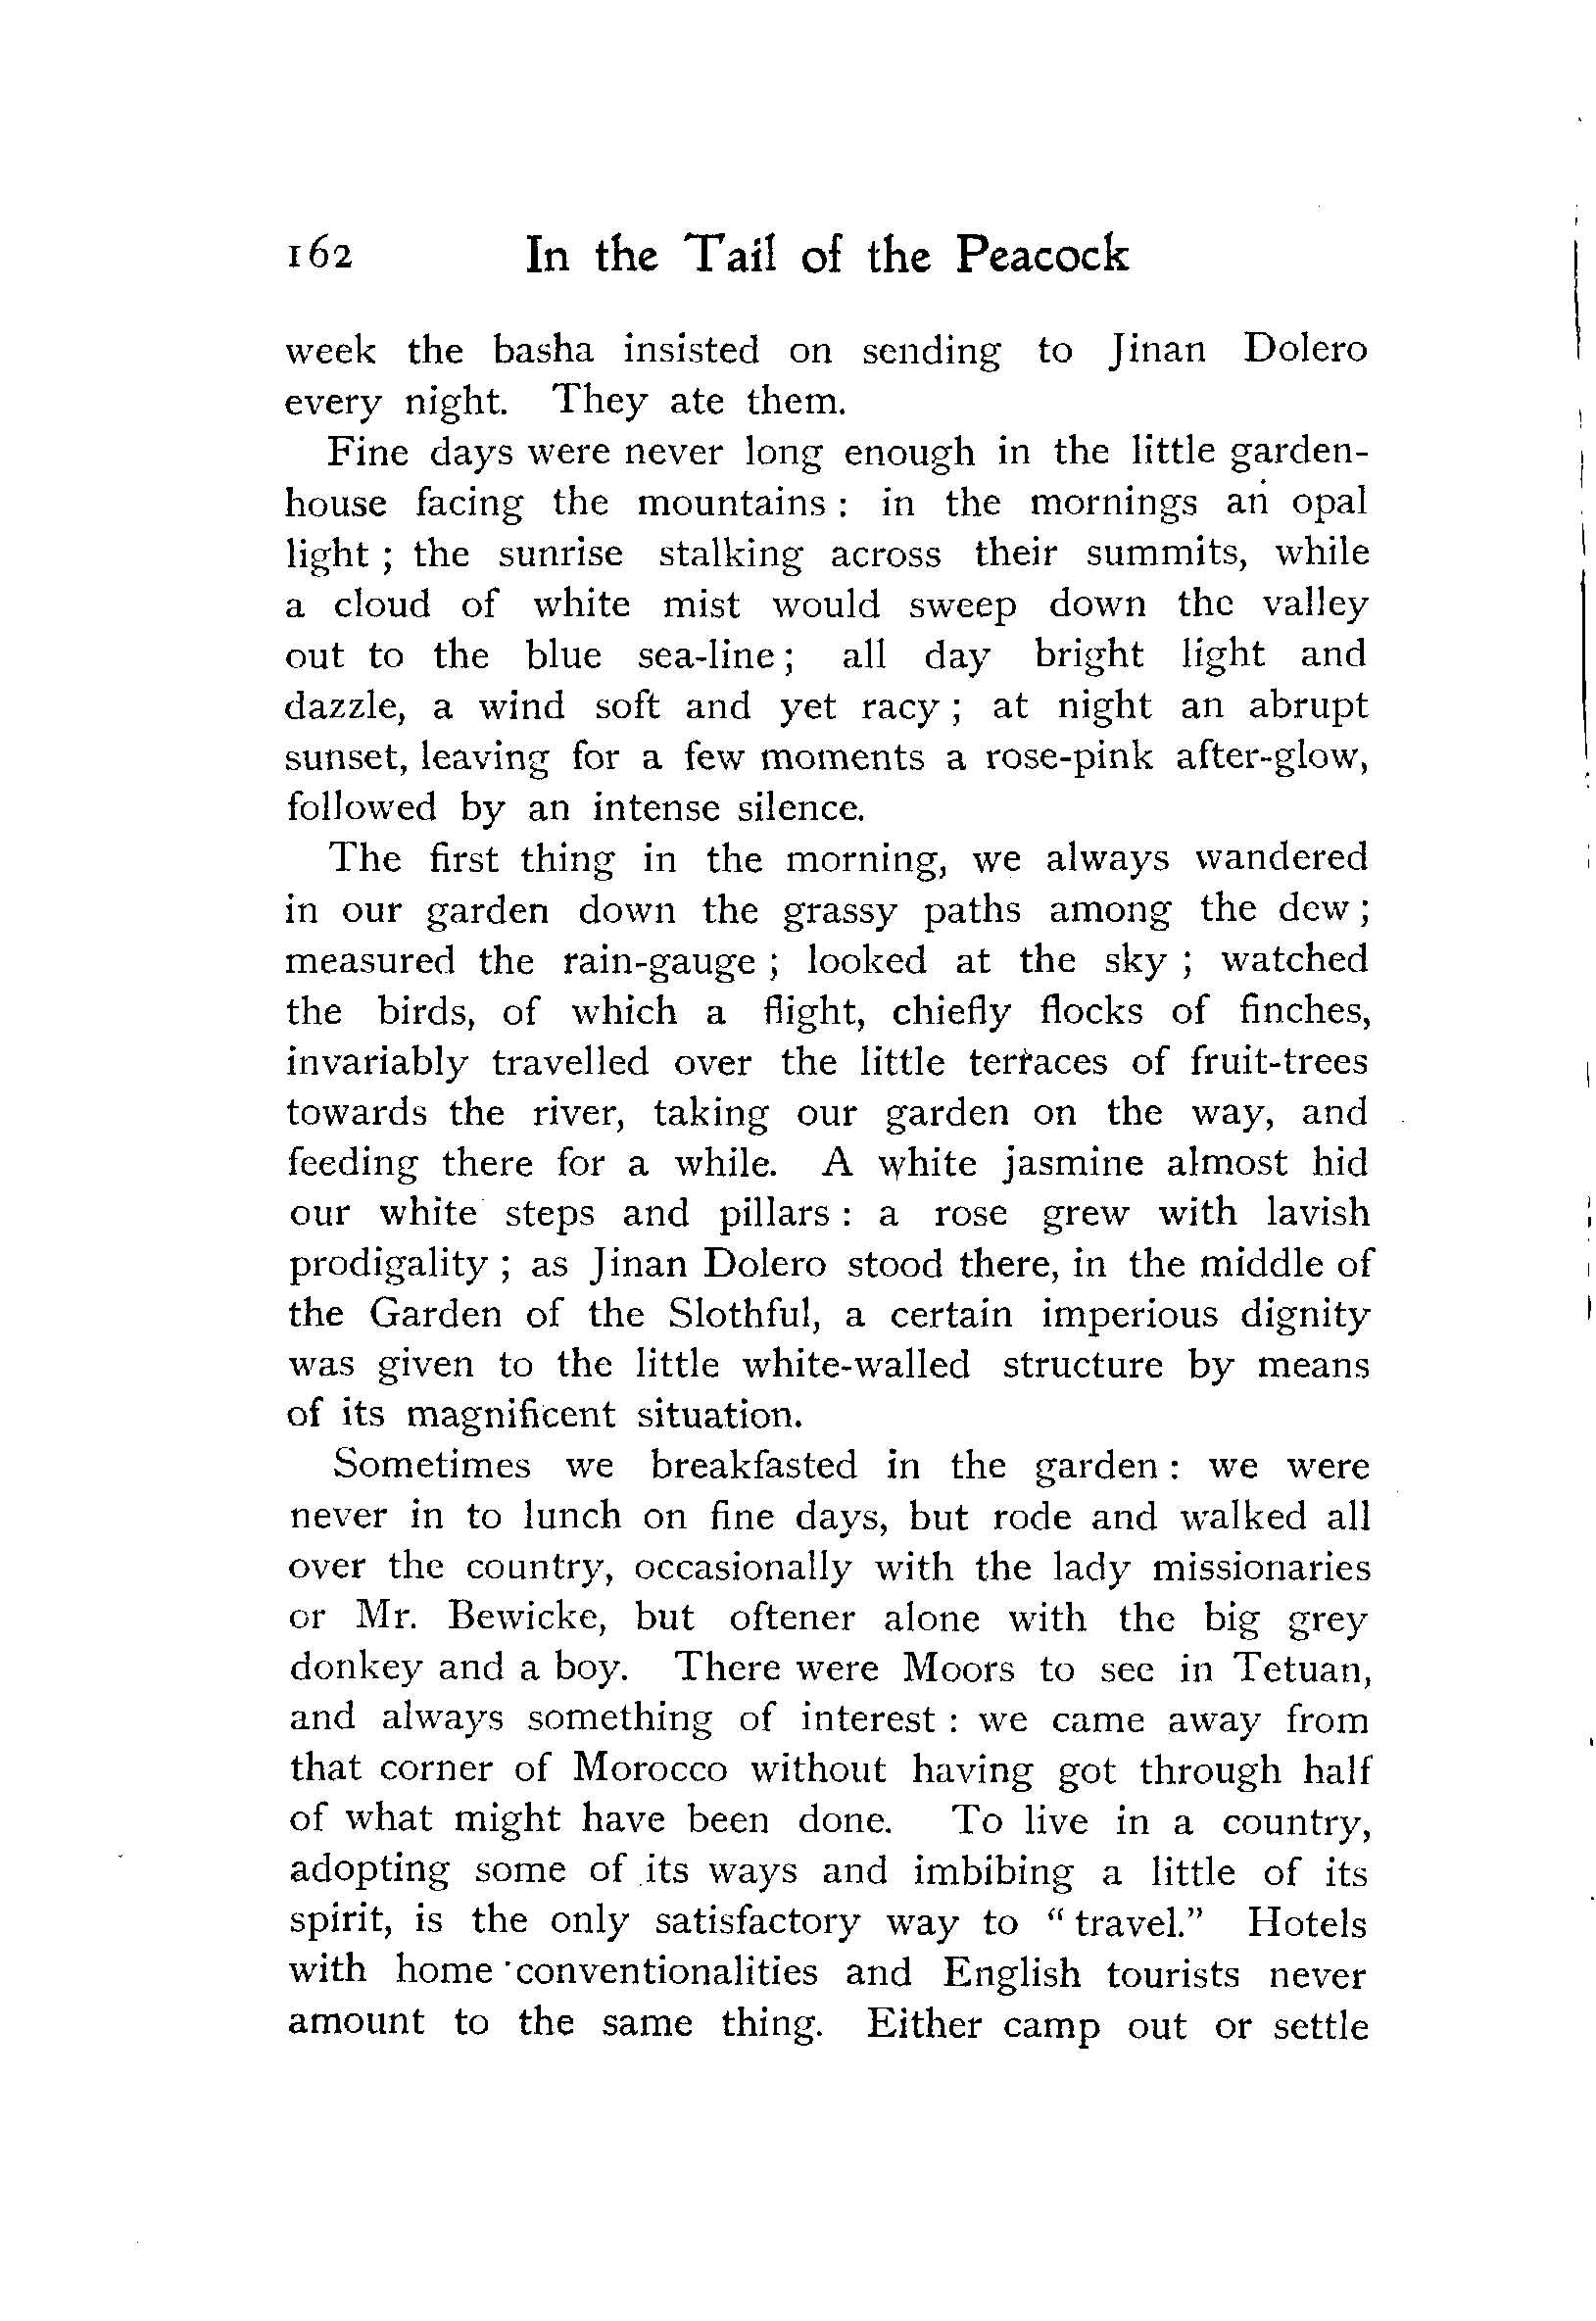 162 In the Tail of the Peacock
week the basha insisted on sending to Jinan Dolero
every night. They ate them.
Fine days were never long enough in the little garden-
house facing the mountains : in the mornings an opal
light ; the sunrise stalking across their summits, while
a cloud of white mist would sweep down the valley
out to the blue sea-line ; all day bright light and
dazzle, a wind soft and yet racy ; at night an abrupt
sunset, leaving for a few moments a rose-pink after-glow,
followed by an intense silence.
The first thing in the morning, we always wandered
in our garden down the grassy paths among the dew ;
measured the rain-gauge ; looked at the sky ; watched
the birds, of which a flight, chiefly flocks of finches,
invariably travelled over the little terraces of fruit-trees
towards the river, taking our garden on the way, and
feeding there for a while. A white jasmine almost hid
our white steps and pillars : a rose grew with lavish
prodigality ; as Jinan Dolero stood there, in the middle of
the Garden of the Slothful, a certain imperious dignity
was given to the little white-walled structure by means
of its magnificent situation.
Sometimes we breakfasted in the garden : we were
never in to lunch on fine days, but rode and walked all
over the country, occasionally with the lady missionaries
or Mr. Bewicke, but oftener alone with the big grey
donkey and a boy. There were Moors to see in Tetuan,
and always something of interest : we came away from
that corner of Morocco without having got through half
of what might have been done. To live in a country,
adopting some of its ways and imbibing a little of its
spirit, is the only satisfactory way to “ travel.” Hotels
with home conventionalities and English tourists never
amount to the same thing. Either camp out or settle